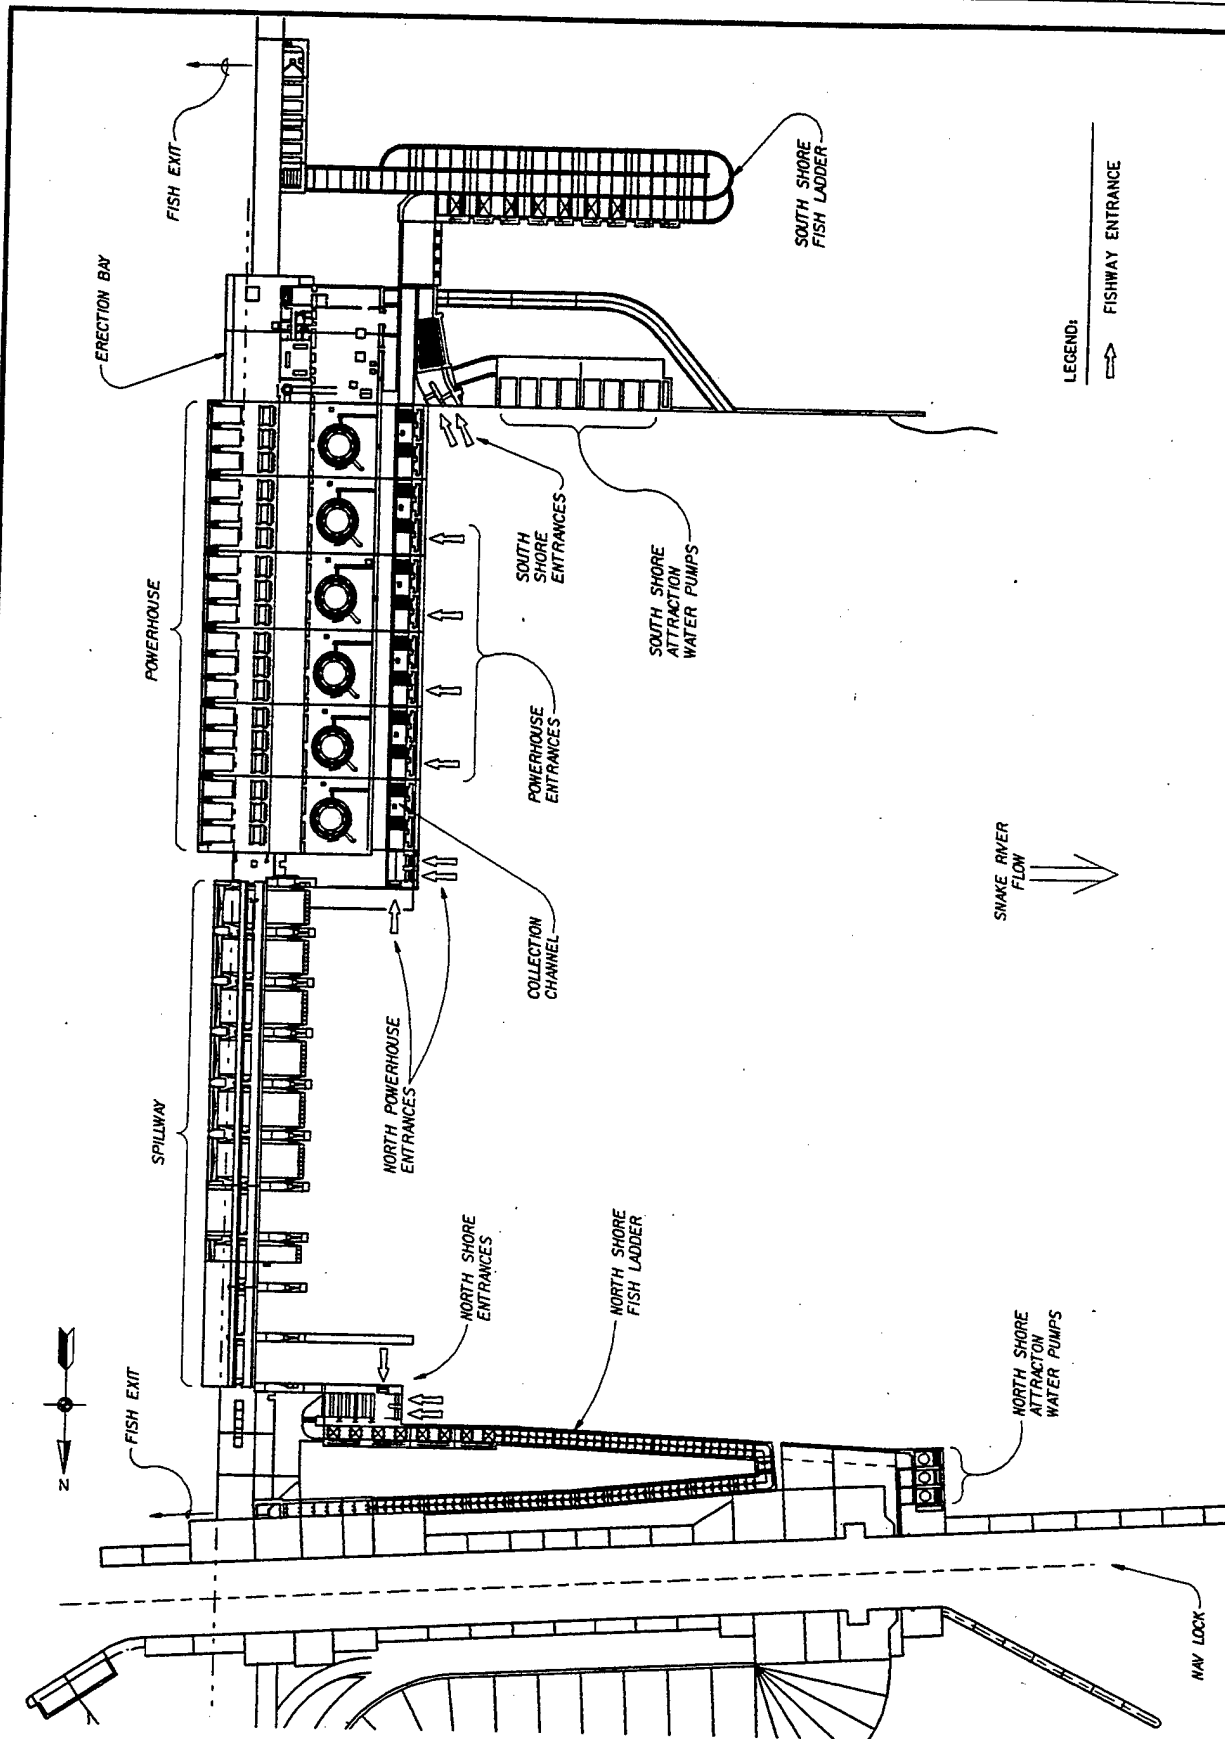 FISH EXIT
ERECTION BAY
POWERHOUSE
SPILLWAY
FISH EXIT
N
SOUTH SHORE
FISH LADDER
SOUTH
SHORE
ENTRANCES
SOUTH SHORE
ATTRACTION
WATER PUMPS
POWERHOUSE
ENTRANCES
COLLECTION
CHANNEL
NORTH POWERHOUSE
ENTRANCES
NORTH SHORE
ENTRANCES
NORTH SHORE
FISH LADDER
NORTH SHORE
ATTRACTON
WATER PUMPS
NAV LOCK
SNAKE RIVER
FLOW
LEGEND:
FISHWAY ENTRANCE